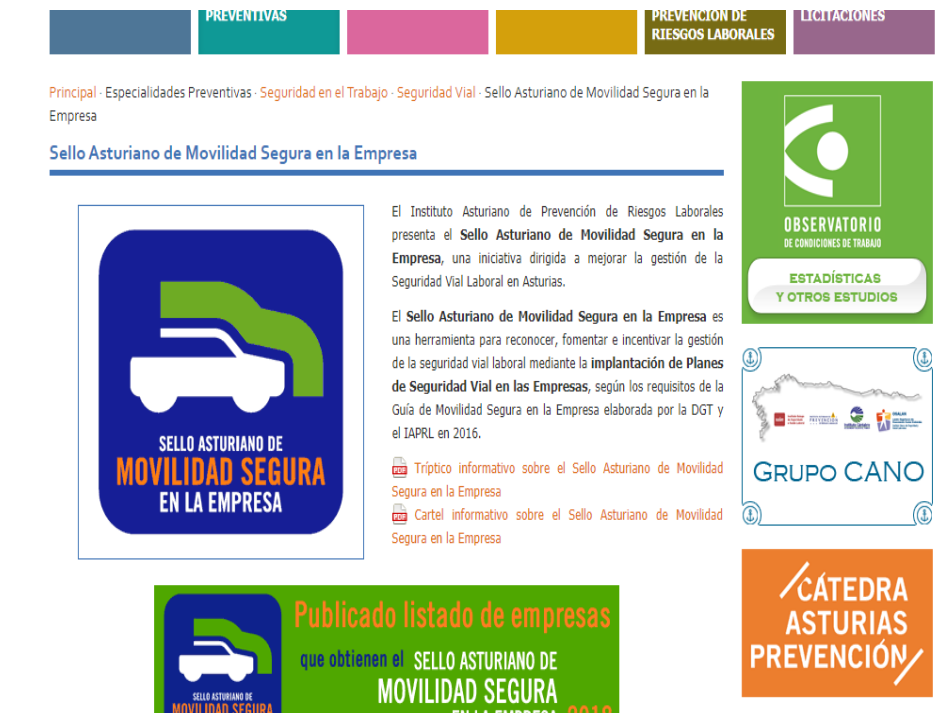 PREVENTIVAS
PREVENCIÓN DE
RIESGOS LABORALES
LICITACIONES
Principal · Especialidades Preventivas · Seguridad en el Trabajo · Seguridad Vial · Sello Asturiano de Movilidad Segura en la
Empresa
Sello Asturiano de Movilidad Segura en la Empresa
SELLO ASTURIANO DE
MOVILIDAD SEGURA
EN LA EMPRESA
El Instituto Asturiano de Prevención de Riesgos Laborales
presenta el Sello Asturiano de Movilidad Segura en la
Empresa, una iniciativa dirigida a mejorar la gestión de la
Seguridad Vial Laboral en Asturias.
El Sello Asturiano de Movilidad Segura en la Empresa es
una herramienta para reconocer, fomentar e incentivar la gestión
de la seguridad vial laboral mediante la implantación de Planes
de Seguridad Vial en las Empresas, según los requisitos de la
Guía de Movilidad Segura en la Empresa elaborada por la DGT y
el IAPRL en 2016.
PDF Tríptico informativo sobre el Sello Asturiano de Movilidad
Segura en la Empresa
PDF Cartel informativo sobre el Sello Asturiano de Movilidad
Segura en la Empresa
OBSERVATORIO
DE CONDICIONES DE TRABAJO
ESTADÍSTICAS
Y OTROS ESTUDIOS
GRUPO CANO
CÁTEDRA
ASTURIAS
PREVENCIÓN
Publicado listado de empresas
que obtienen el SELLO ASTURIANO DE
MOVILIDAD SEGURA
EN LA EMPRESA
SELLO ASTURIANO DE
MOVILIDAD SEGURA